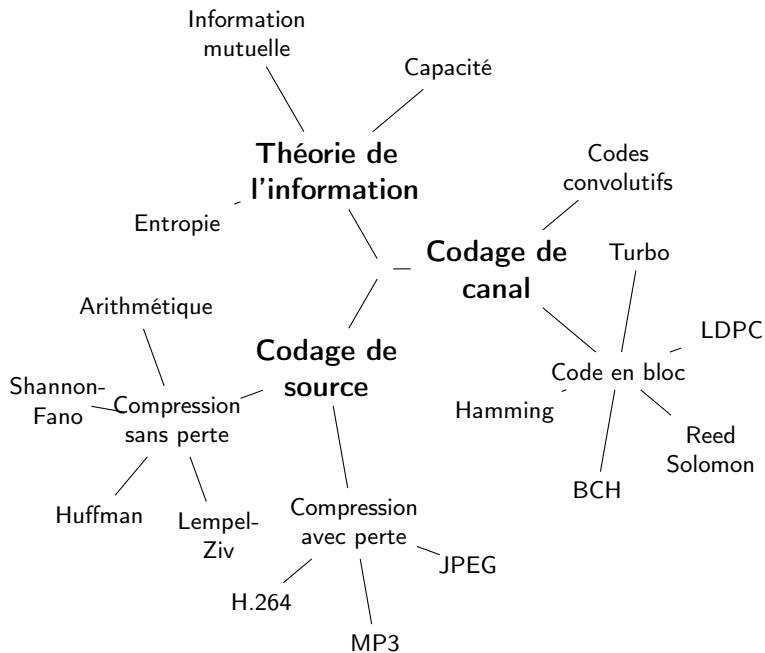 Information
mutuelle
Capacité
Théorie de
l'information
Entropie
Codes
convolutifs
Codage de
canal
Turbo
LDPC
Code en bloc
Hamming
Reed
Solomon
BCH
Codage de
source
Arithmétique
Shannon-
Fano
Compression
sans perte
Huffman
Lempel-
Ziv
Compression
avec perte
JPEG
H.264
MP3